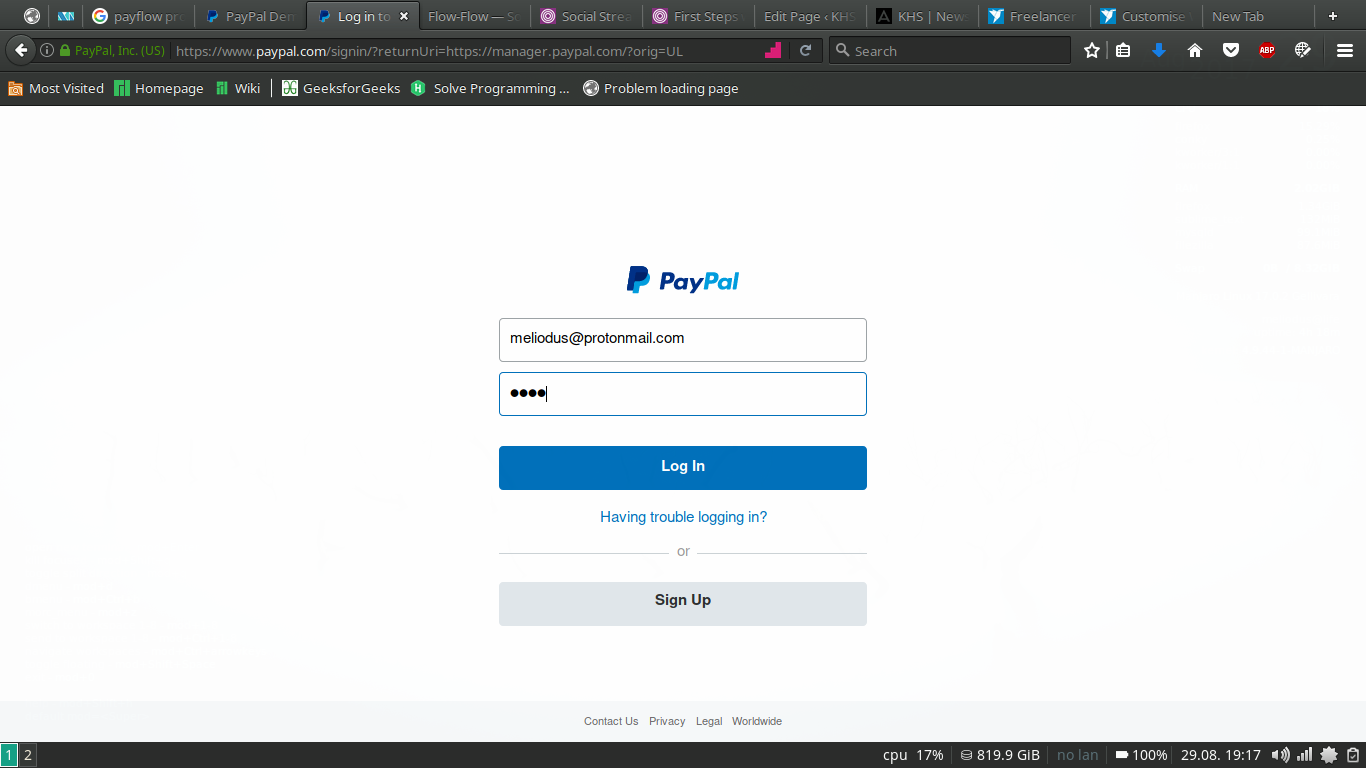 payflow pr PayPal Dem Log in to Flow-Flow — So Social Strea First Steps Edit Page ‹ KHS KHS | New Freelancer Customise New Tab
PayPal, Inc. (US) https://www.paypal.com/signin/?returnUri=https://manager.paypal.com/?orig=UL Search ABP
Most Visited Homepage Wiki GeeksforGeeks Solve Programming ... Problem loading page
PayPal
meliodus@protonmail.com
Log In
Having trouble logging in?
or
Sign Up
Contact Us Privacy Legal Worldwide
1 2 cpu 17% 819.9 GiB no lan 100% 29.08. 19:17